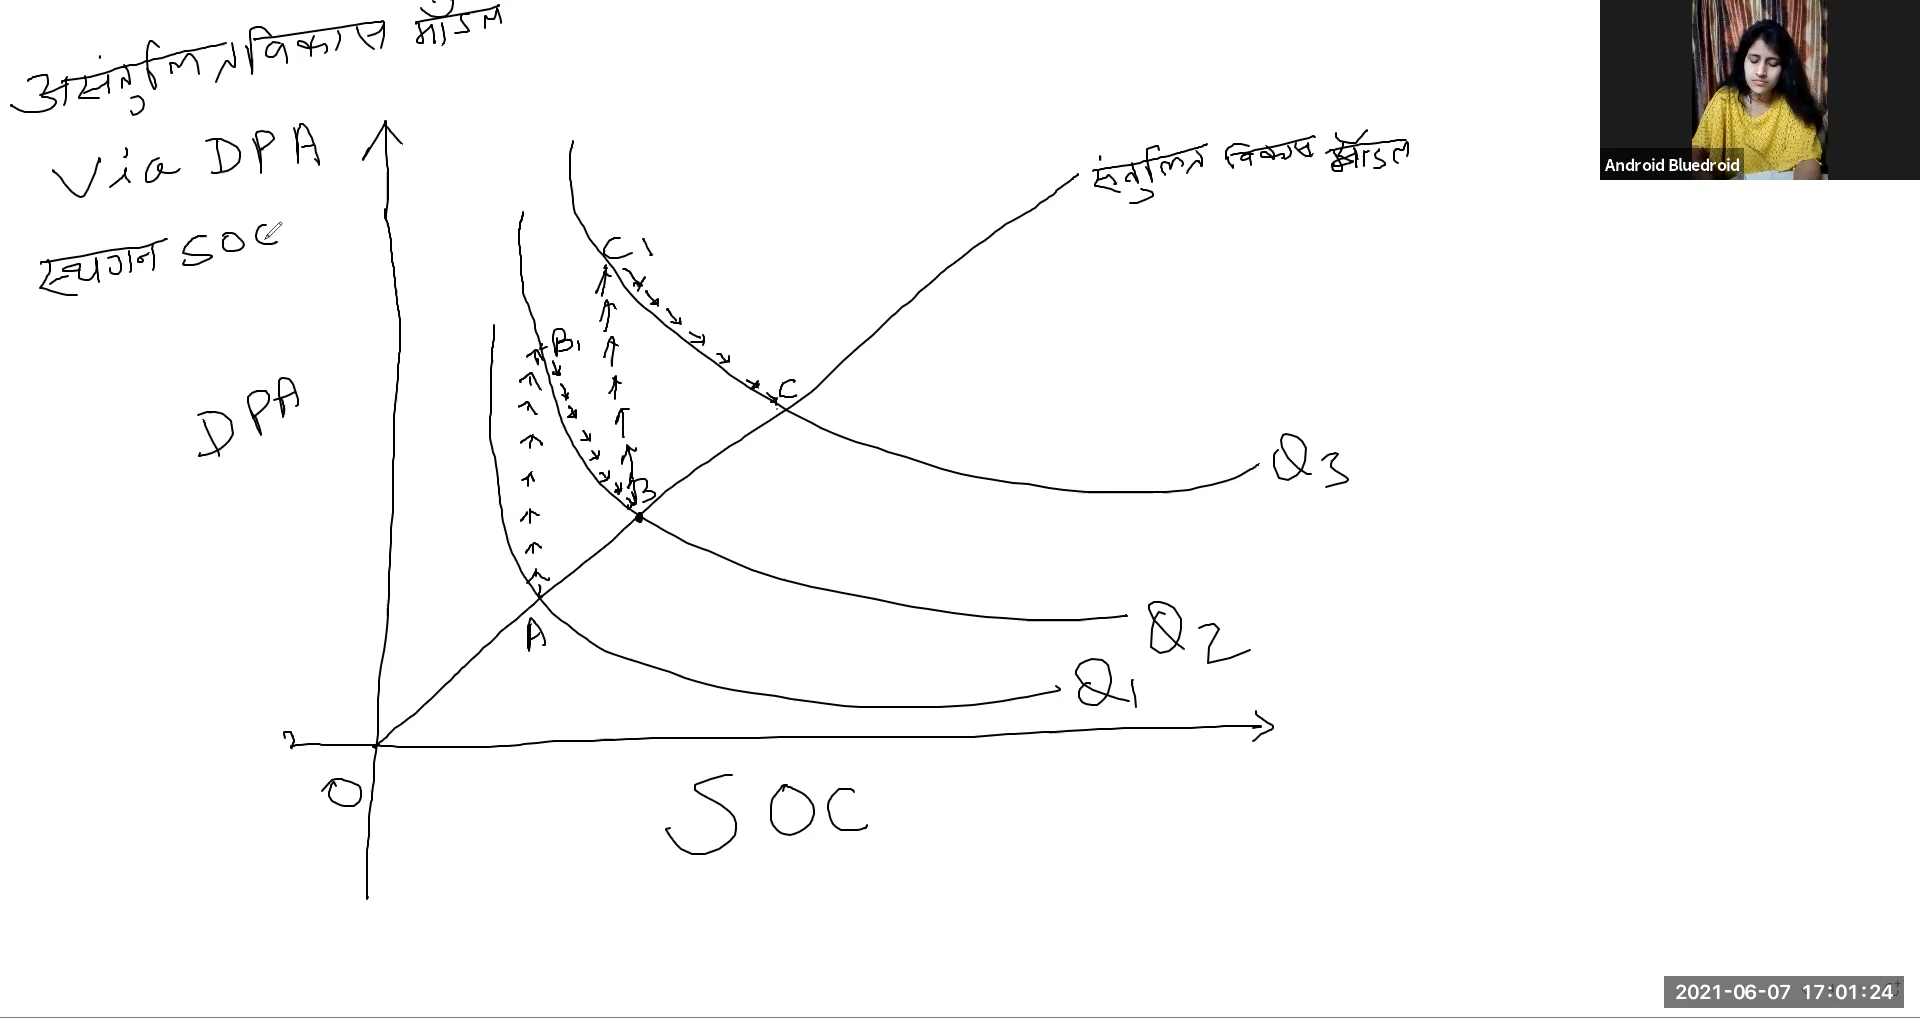 असंतुलित विकास मॉडल
Via DPA
स्थगन SOC
संतुलित विकास मॉडल
C1
B1
C
DPA
B
Q3
A
Q2
Q1
O
SOC
Android Bluedroid
2021-06-07 17:01:24